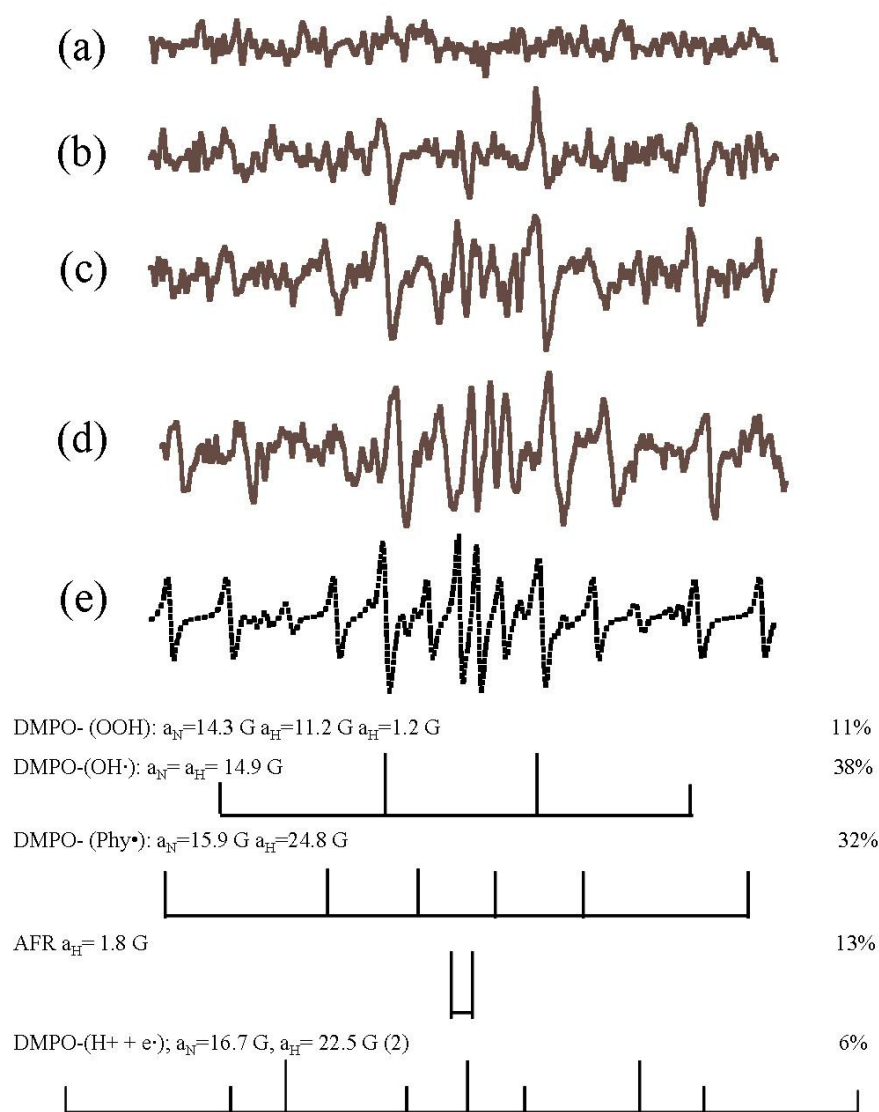 (a)
(b)
(c)
(d)
(e)
DMPO- (OOH): aN=14.3 G aH=11.2 G aH=1.2 G 11%
DMPO-(OH·): aN= aH= 14.9 G 38%
DMPO- (Phy•): aN=15.9 G aH=24.8 G 32%
AFR aH= 1.8 G 13%
DMPO-(H+ + e·); aN=16.7 G, aH= 22.5 G (2) 6%